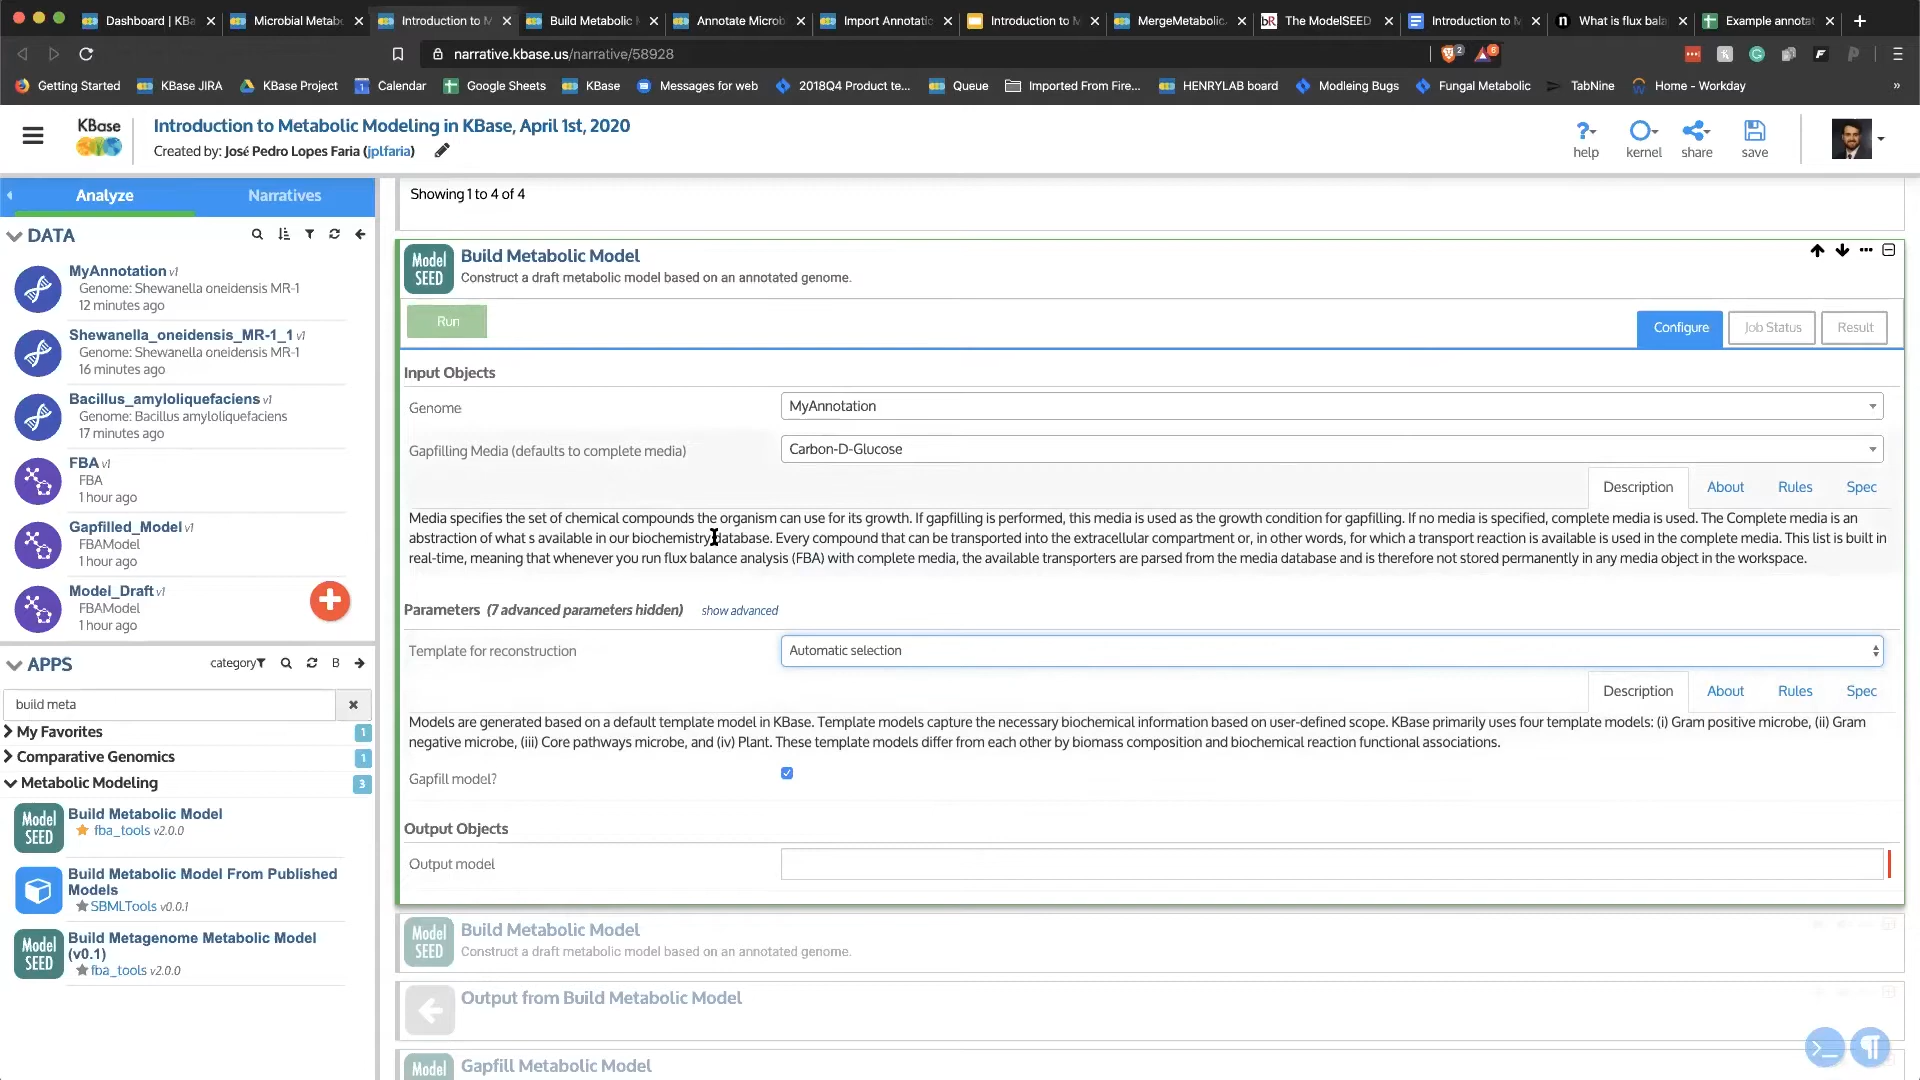 Dashboard | KBa
Microbial Metab
Introduction to M
Build Metabolic
Annotate Microb
Import Annotatic
Introduction to M
MergeMetabolic
The ModelSEED
Introduction to M
What is flux bala
Example annotat
narrative.kbase.us/narrative/58928
2
6
Getting Started
KBase JIRA
KBase Project
Calendar
Google Sheets
KBase
Messages for web
2018Q4 Product te...
Queue
Imported From Fire...
HENRYLAB board
Modleing Bugs
Fungal Metabolic
TabNine
Home - Workday
»
KBase
Introduction to Metabolic Modeling in KBase, April 1st, 2020
Created by: José Pedro Lopes Faria (jplfaria)
help
kernel
share
save
Analyze
Narratives
DATA
MyAnnotation v1
Genome: Shewanella oneidensis MR-1
12 minutes ago
Shewanella_oneidensis_MR-1_1 v1
Genome: Shewanella oneidensis MR-1
16 minutes ago
Bacillus_amyloliquefaciens v1
Genome: Bacillus amyloliquefaciens
17 minutes ago
FBA v1
FBA
1 hour ago
Gapfilled_Model v1
FBAModel
1 hour ago
Model_Draft v1
FBAModel
1 hour ago
APPS
category
B
build meta
My Favorites 1
Comparative Genomics 1
Metabolic Modeling 3
Model SEED
Build Metabolic Model
fba_tools v2.0.0
Build Metabolic Model From Published
Models
SBMLTools v0.0.1
Model SEED
Build Metagenome Metabolic Model
(v0.1)
fba_tools v2.0.0
Showing 1 to 4 of 4
Model SEED
Build Metabolic Model
Construct a draft metabolic model based on an annotated genome.
Run
Configure
Job Status
Result
Input Objects
Genome
MyAnnotation
Gapfilling Media (defaults to complete media)
Carbon-D-Glucose
Description
About
Rules
Spec
Media specifies the set of chemical compounds the organism can use for its growth. If gapfilling is performed, this media is used as the growth condition for gapfilling. If no media is specified, complete media is used. The Complete media is an
abstraction of what s available in our biochemistry database. Every compound that can be transported into the extracellular compartment or, in other words, for which a transport reaction is available is used in the complete media. This list is built in
real-time, meaning that whenever you run flux balance analysis (FBA) with complete media, the available transporters are parsed from the media database and is therefore not stored permanently in any media object in the workspace.
Parameters (7 advanced parameters hidden) show advanced
Template for reconstruction
Automatic selection
Description
About
Rules
Spec
Models are generated based on a default template model in KBase. Template models capture the necessary biochemical information based on user-defined scope. KBase primarily uses four template models: (i) Gram positive microbe, (ii) Gram
negative microbe, (iii) Core pathways microbe, and (iv) Plant. These template models differ from each other by biomass composition and biochemical reaction functional associations.
Gapfill model?
Output Objects
Output model
Model SEED
Build Metabolic Model
Construct a draft metabolic model based on an annotated genome.
Output from Build Metabolic Model
Model
Gapfill Metabolic Model